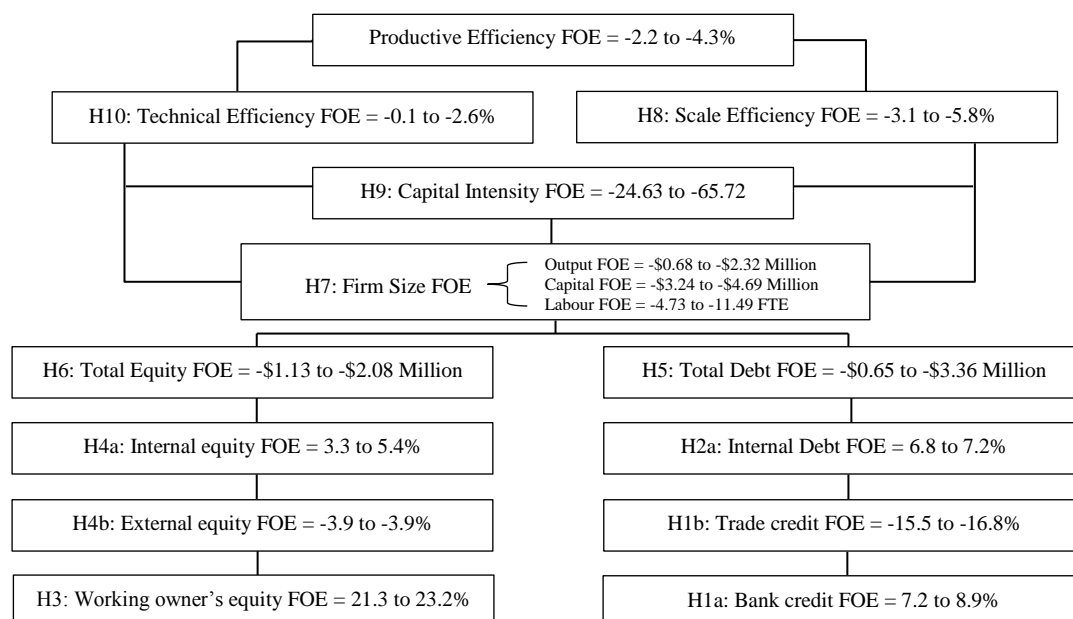 Productive Efficiency FOE = -2.2 to -4.3%
H10: Technical Efficiency FOE = -0.1 to -2.6%
H8: Scale Efficiency FOE = -3.1 to -5.8%
H9: Capital Intensity FOE = -24.63 to -65.72
H7: Firm Size FOE
Output FOE = -$0.68 to -$2.32 Million
Capital FOE = -$3.24 to -$4.69 Million
Labour FOE = -4.73 to -11.49 FTE
H6: Total Equity FOE = -$1.13 to -$2.08 Million
H5: Total Debt FOE = -$0.65 to -$3.36 Million
H4a: Internal equity FOE = 3.3 to 5.4%
H2a: Internal Debt FOE = 6.8 to 7.2%
H4b: External equity FOE = -3.9 to -3.9%
H1b: Trade credit FOE = -15.5 to -16.8%
H3: Working owner's equity FOE = 21.3 to 23.2%
H1a: Bank credit FOE = 7.2 to 8.9%